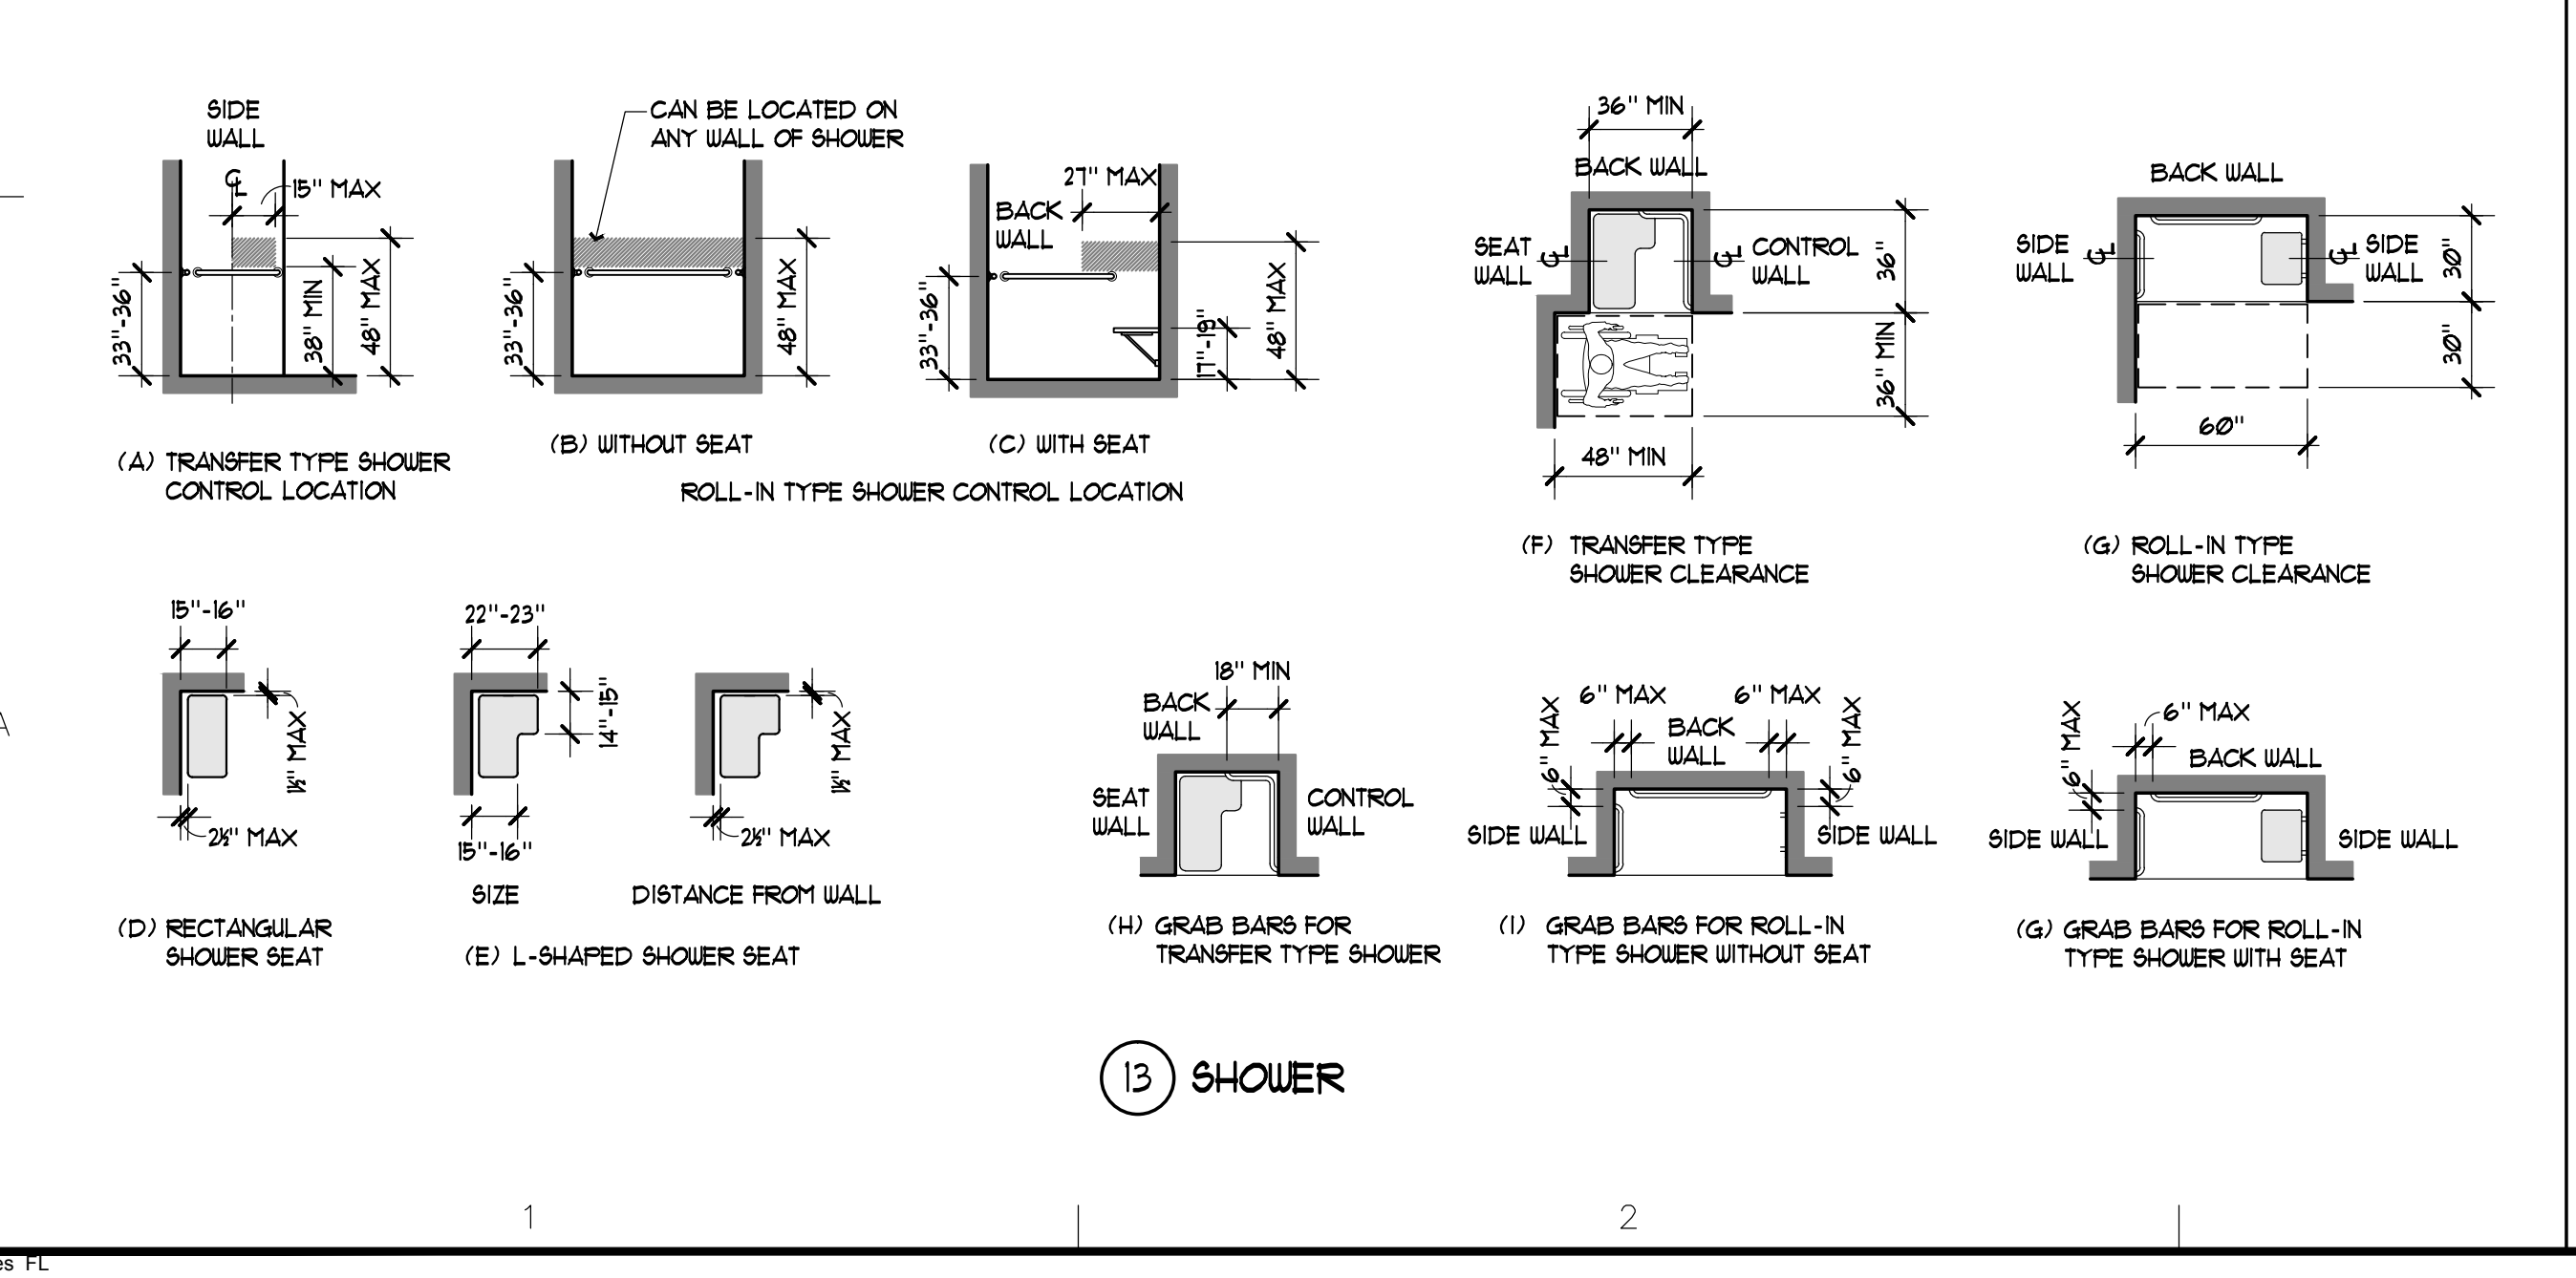 SIDE
WALL
℄
15" MAX
33"-36"
38" MIN
48" MAX
(A) TRANSFER TYPE SHOWER
CONTROL LOCATION
CAN BE LOCATED ON
ANY WALL OF SHOWER
33"-36"
48" MAX
(B) WITHOUT SEAT
27" MAX
BACK
WALL
33"-36"
17"-19"
48" MAX
(C) WITH SEAT
ROLL-IN TYPE SHOWER CONTROL LOCATION
36" MIN
BACK WALL
SEAT
WALL
℄
℄
CONTROL
WALL
36"
36" MIN
48" MIN
(F) TRANSFER TYPE
SHOWER CLEARANCE
BACK WALL
SIDE
WALL
℄
℄
SIDE
WALL
30"
30"
60"
(G) ROLL-IN TYPE
SHOWER CLEARANCE
15"-16"
1½" MAX
2½" MAX
(D) RECTANGULAR
SHOWER SEAT
22"-23"
14"-15"
15"-16"
SIZE
1½" MAX
2½" MAX
DISTANCE FROM WALL
(E) L-SHAPED SHOWER SEAT
18" MIN
BACK
WALL
SEAT
WALL
CONTROL
WALL
(H) GRAB BARS FOR
TRANSFER TYPE SHOWER
6" MAX
6" MAX
6" MAX
6" MAX
BACK
WALL
SIDE WALL
SIDE WALL
(I) GRAB BARS FOR ROLL-IN
TYPE SHOWER WITHOUT SEAT
6" MAX
6" MAX
BACK WALL
SIDE WALL
SIDE WALL
(G) GRAB BARS FOR ROLL-IN
TYPE SHOWER WITH SEAT
13 SHOWER
1
2
FL